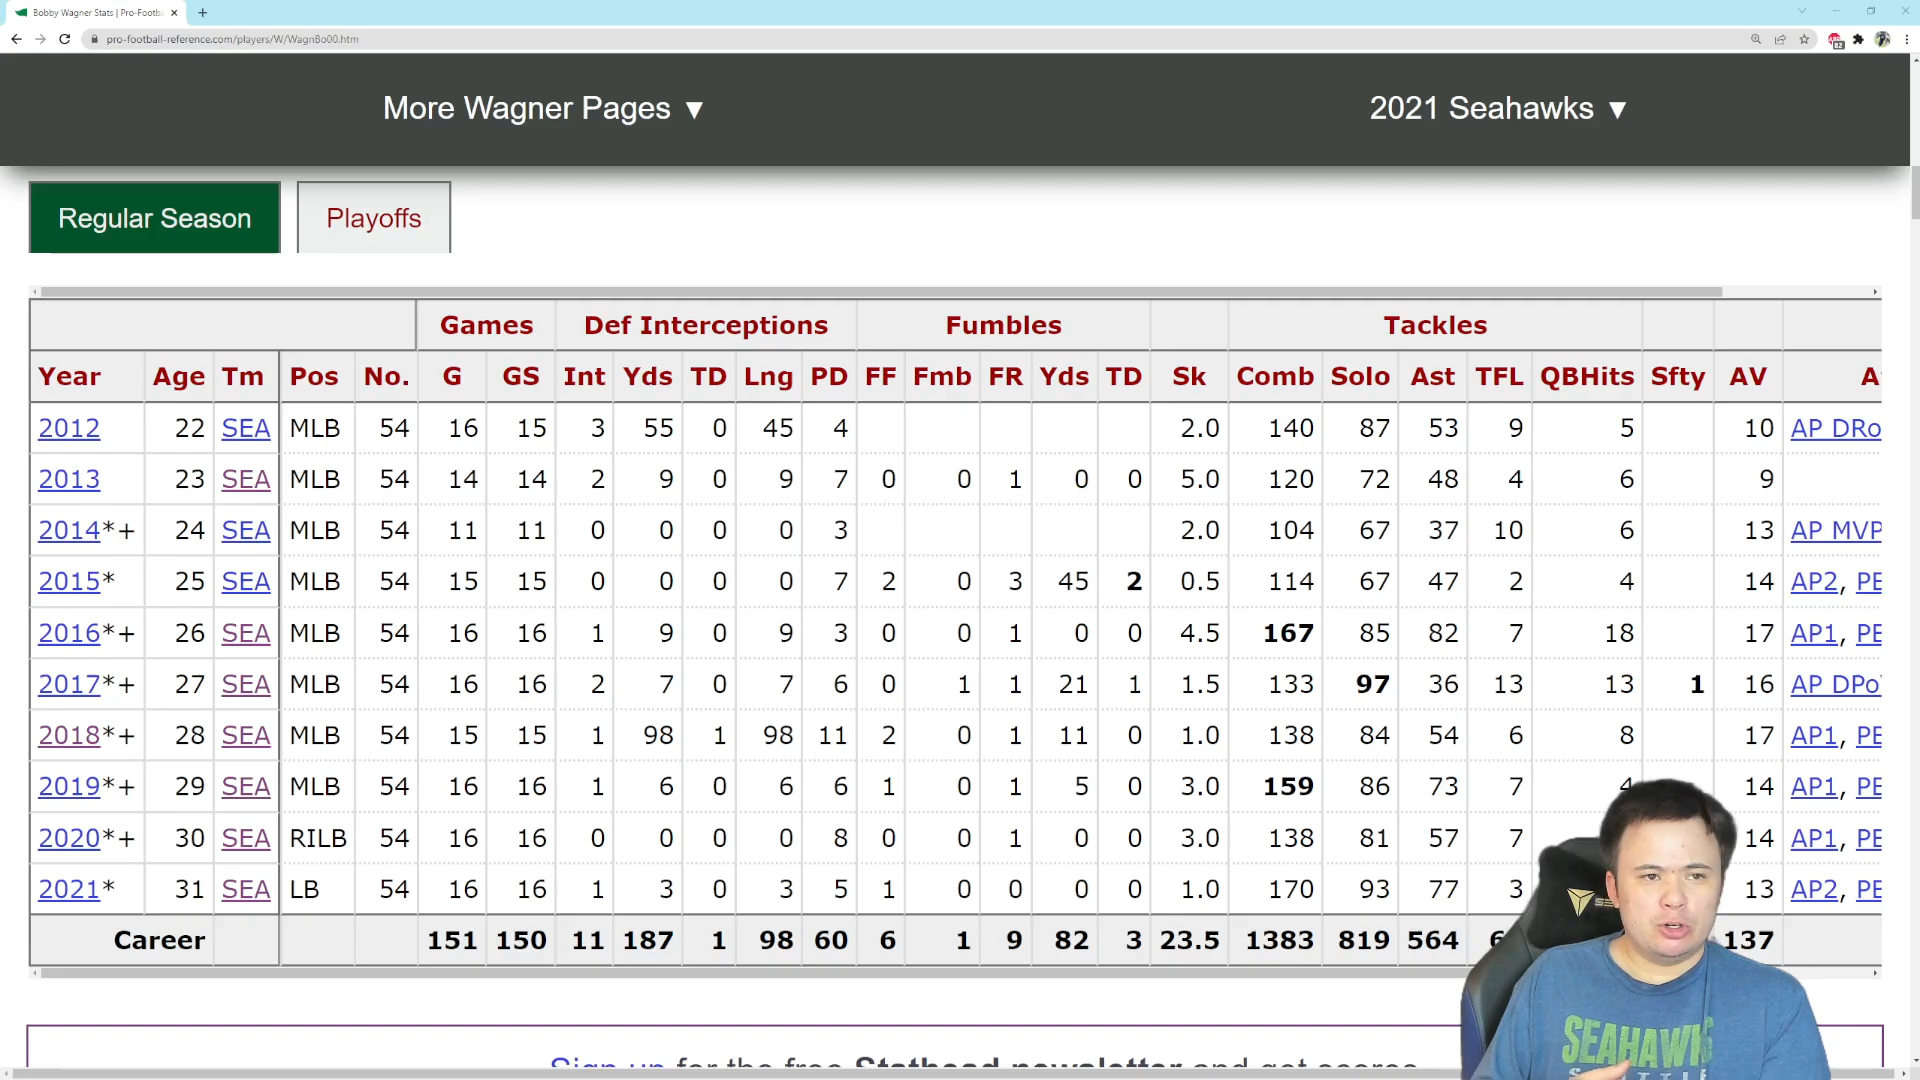 Bobby Wagner Stats | Pro-Footb
pro-football-reference.com/players/W/WagnBo00.htm
More Wagner Pages ▼ 2021 Seahawks ▼
Regular Season Playoffs
Games Def Interceptions Fumbles Tackles
Year Age Tm Pos No. G GS Int Yds TD Lng PD FF Fmb FR Yds TD Sk Comb Solo Ast TFL QBHits Sfty AV
2012 22 SEA MLB 54 16 15 3 55 0 45 4 2.0 140 87 53 9 5 10 AP DRo
2013 23 SEA MLB 54 14 14 2 9 0 9 7 0 0 1 0 0 5.0 120 72 48 4 6 9
2014*+ 24 SEA MLB 54 11 11 0 0 0 0 3 2.0 104 67 37 10 6 13 AP MVP
2015* 25 SEA MLB 54 15 15 0 0 0 0 7 2 0 3 45 2 0.5 114 67 47 2 4 14 AP2, PE
2016*+ 26 SEA MLB 54 16 16 1 9 0 9 3 0 0 1 0 0 4.5 167 85 82 7 18 17 AP1, PE
2017*+ 27 SEA MLB 54 16 16 2 7 0 7 6 0 1 1 21 1 1.5 133 97 36 13 13 1 16 AP DPoY
2018*+ 28 SEA MLB 54 15 15 1 98 1 98 11 2 0 1 11 0 1.0 138 84 54 6 8 17 AP1, PE
2019*+ 29 SEA MLB 54 16 16 1 6 0 6 6 1 0 1 5 0 3.0 159 86 73 7 4 14 AP1, PE
2020*+ 30 SEA RILB 54 16 16 0 0 0 0 8 0 0 1 0 0 3.0 138 81 57 7 14 AP1, PE
2021* 31 SEA LB 54 16 16 1 3 0 3 5 1 0 0 0 0 1.0 170 93 77 3 13 AP2, PE
Career 151 150 11 187 1 98 60 6 1 9 82 3 23.5 1383 819 564 137
Sign up for the free Stathead newsletter and get scores
SEAHAWKS